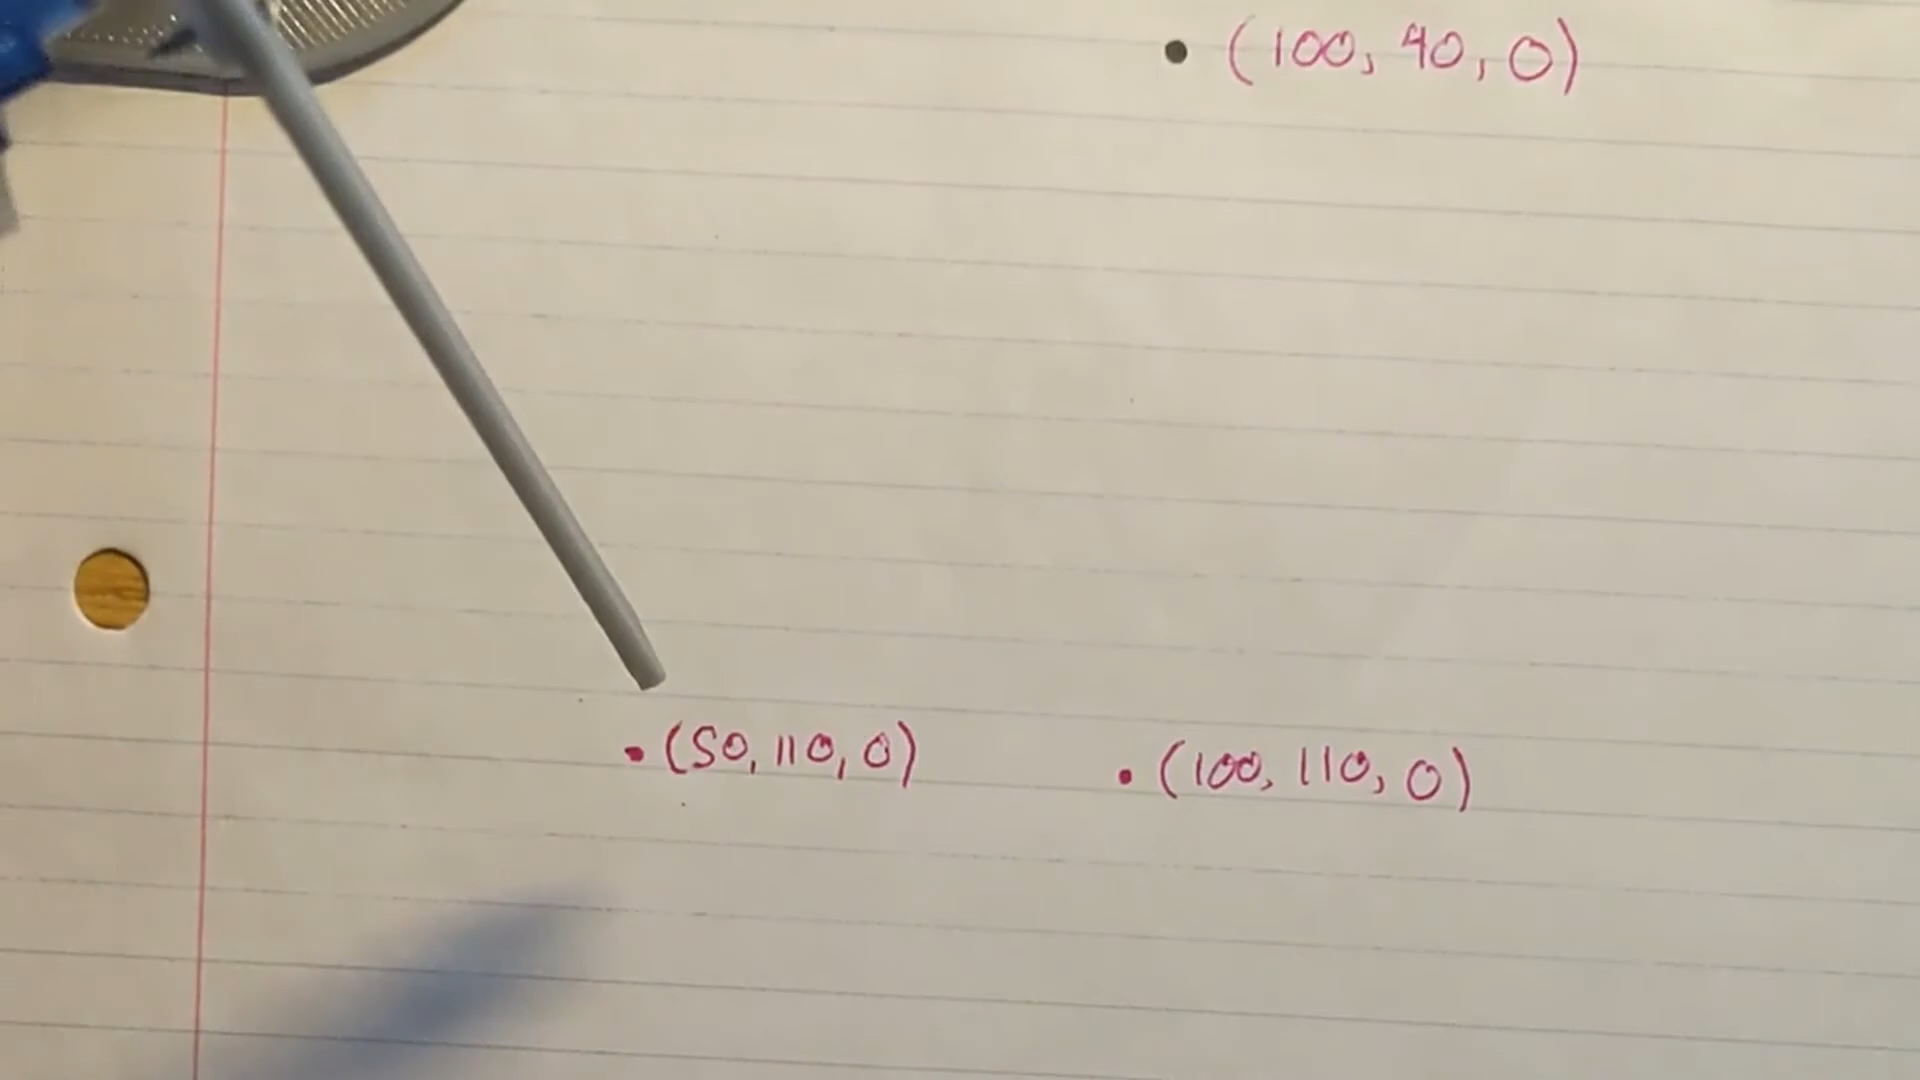 • (100, 40, 0)
• (50, 110, 0) • (100, 110, 0)